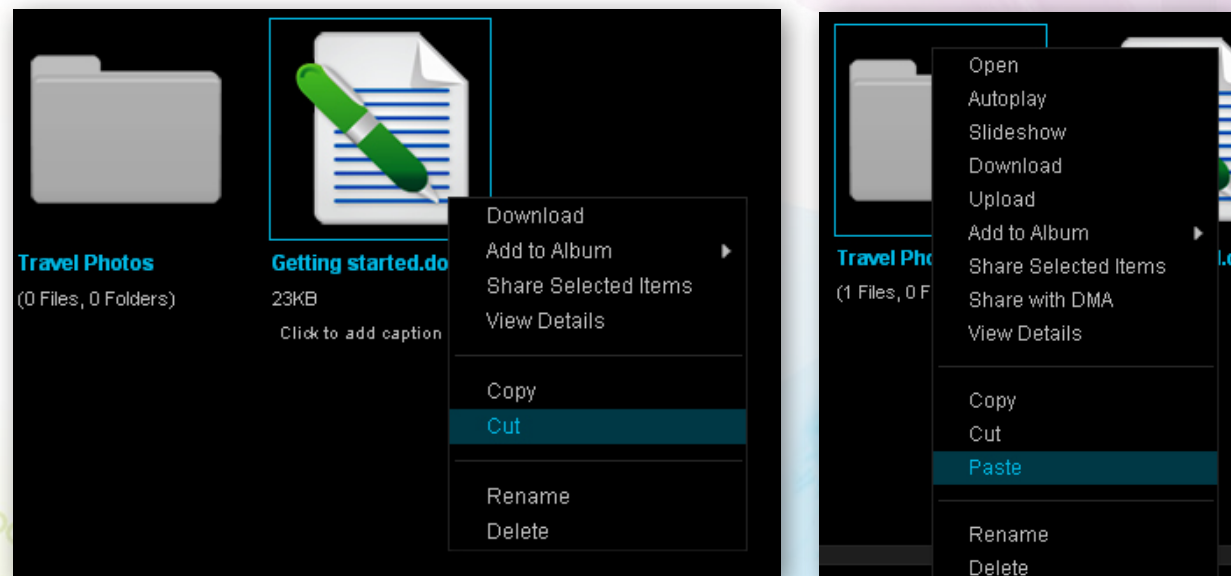 Travel Photos
(0 Files, 0 Folders)
Getting started.do
23KB
Click to add caption
Download
Add to Album
Share Selected Items
View Details
Copy
Cut
Rename
Delete
Travel Pho
(1 Files, 0 F
Open
Autoplay
Slideshow
Download
Upload
Add to Album
Share Selected Items
Share with DMA
View Details
Copy
Cut
Paste
Rename
Delete